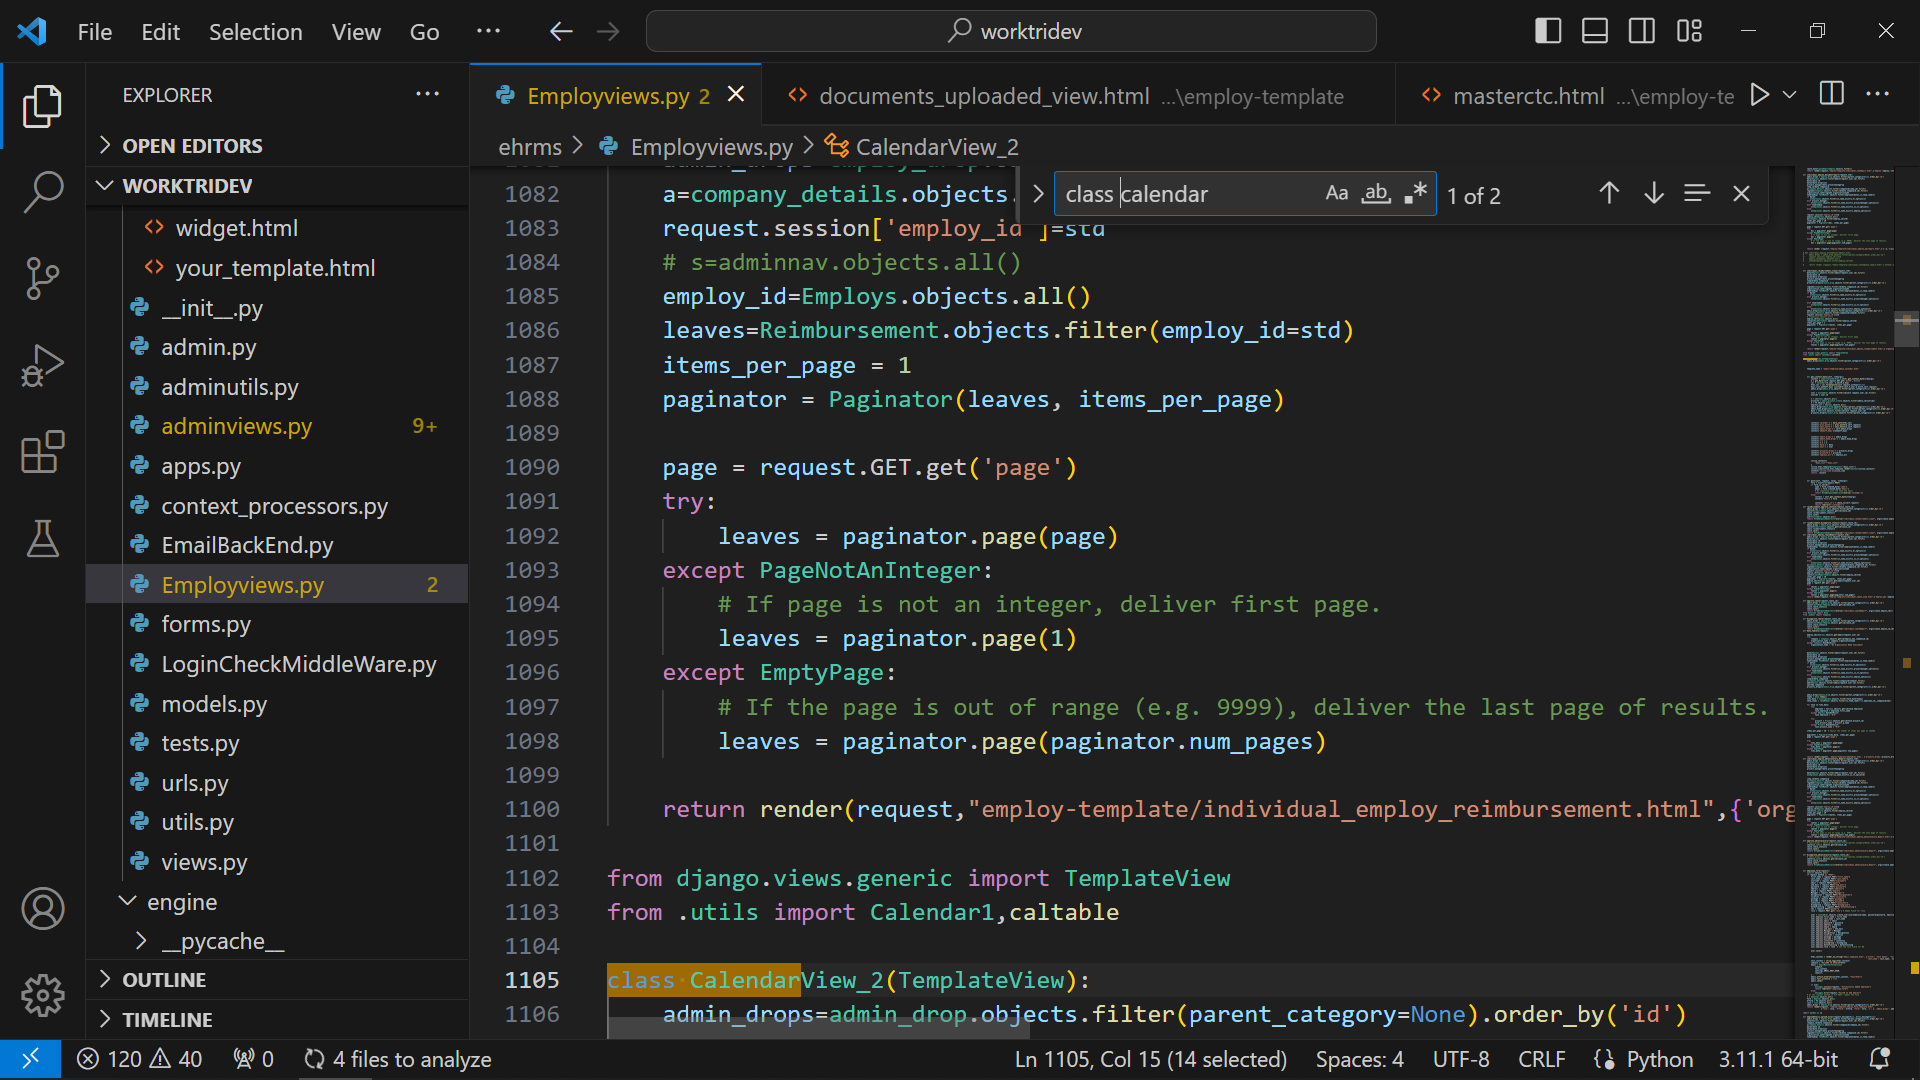 File Edit Selection View Go ··· worktridev
EXPLORER ···
OPEN EDITORS
WORKTRIDEV
widget.html
your_template.html
__init__.py
admin.py
adminutils.py
adminviews.py 9+
apps.py
context_processors.py
EmailBackEnd.py
Employviews.py 2
forms.py
LoginCheckMiddleWare.py
models.py
tests.py
urls.py
utils.py
views.py
engine
__pycache__
OUTLINE
TIMELINE
Employviews.py 2 documents_uploaded_view.html ...\employ-template masterctc.html ...\employ-te
ehrms > Employviews.py > CalendarView_2
class calendar Aa ab .* 1 of 2
1082 a=company_details.objects.
1083 request.session['employ_id']=std
1084 # s=adminnav.objects.all()
1085 employ_id=Employs.objects.all()
1086 leaves=Reimbursement.objects.filter(employ_id=std)
1087 items_per_page = 1
1088 paginator = Paginator(leaves, items_per_page)
1089
1090 page = request.GET.get('page')
1091 try:
1092 leaves = paginator.page(page)
1093 except PageNotAnInteger:
1094 # If page is not an integer, deliver first page.
1095 leaves = paginator.page(1)
1096 except EmptyPage:
1097 # If the page is out of range (e.g. 9999), deliver the last page of results.
1098 leaves = paginator.page(paginator.num_pages)
1099
1100 return render(request,"employ-template/individual_employ_reimbursement.html",{'org
1101
1102 from django.views.generic import TemplateView
1103 from .utils import Calendar1,caltable
1104
1105 class CalendarView_2(TemplateView):
1106 admin_drops=admin_drop.objects.filter(parent_category=None).order_by('id')
120 40 0 4 files to analyze Ln 1105, Col 15 (14 selected) Spaces: 4 UTF-8 CRLF {} Python 3.11.1 64-bit